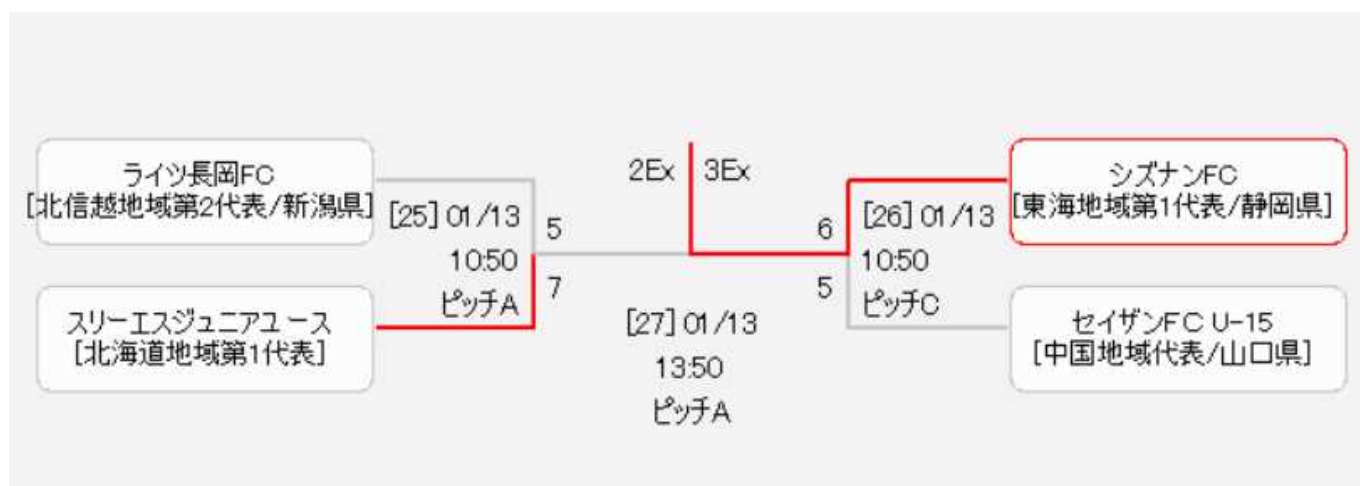 ライツ長岡FC
[北信越地域第2代表/新潟県]
スリーエスジュニアユース
[北海道地域第1代表]
[25] 01/13
10:50
ピッチA
5
7
2Ex
3Ex
[27] 01/13
13:50
ピッチA
6
5
[26] 01/13
10:50
ピッチC
シズナンFC
[東海地域第1代表/静岡県]
セイザンFC U-15
[中国地域代表/山口県]